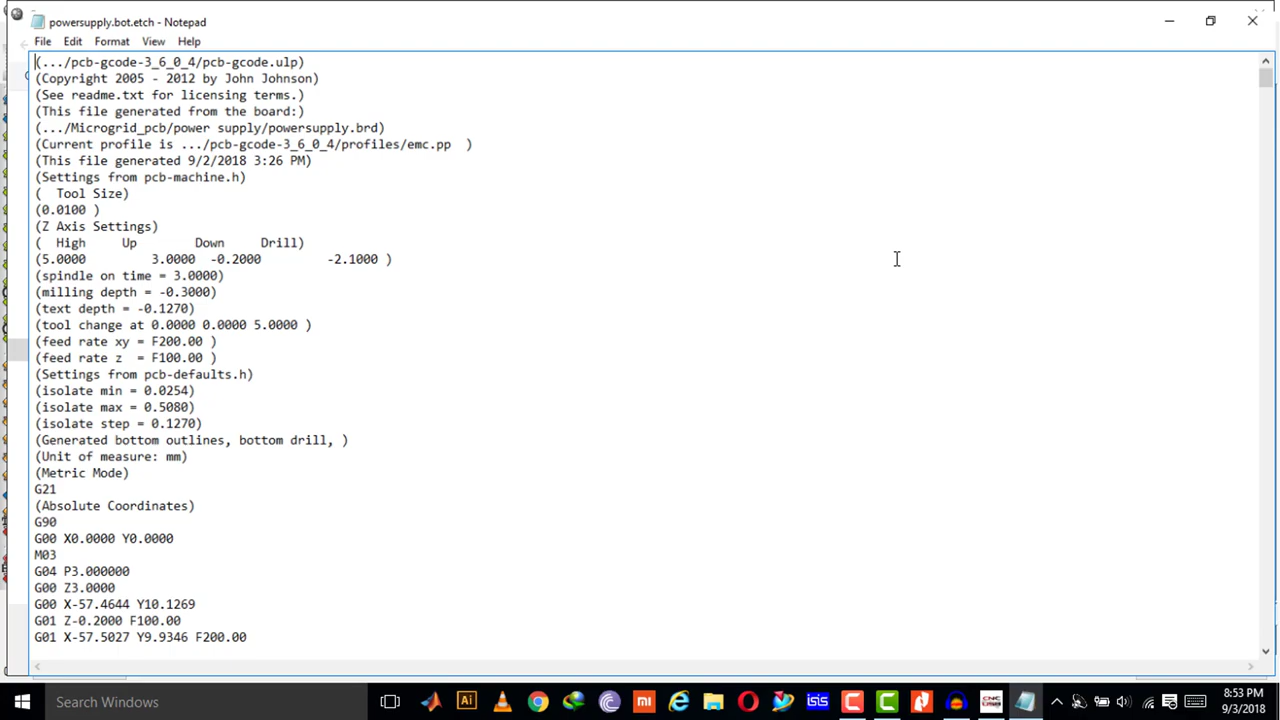 powersupply.bot.etch - Notepad
File Edit Format View Help
(.../pcb-gcode-3_6_0_4/pcb-gcode.ulp)
(Copyright 2005 - 2012 by John Johnson)
(See readme.txt for licensing terms.)
(This file generated from the board:)
(.../Microgrid_pcb/power supply/powersupply.brd)
(Current profile is .../pcb-gcode-3_6_0_4/profiles/emc.pp  )
(This file generated 9/2/2018 3:26 PM)
(Settings from pcb-machine.h)
(  Tool Size)
(0.0100 )
(Z Axis Settings)
(  High     Up        Down     Drill)
(5.0000         3.0000  -0.2000         -2.1000 )
(spindle on time = 3.0000)
(milling depth = -0.3000)
(text depth = -0.1270)
(tool change at 0.0000 0.0000 5.0000 )
(feed rate xy = F200.00 )
(feed rate z  = F100.00 )
(Settings from pcb-defaults.h)
(isolate min = 0.0254)
(isolate max = 0.5080)
(isolate step = 0.1270)
(Generated bottom outlines, bottom drill, )
(Unit of measure: mm)
(Metric Mode)
G21
(Absolute Coordinates)
G90
G00 X0.0000 Y0.0000
M03
G04 P3.000000
G00 Z3.0000
G00 X-57.4644 Y10.1269
G01 Z-0.2000 F100.00
G01 X-57.5027 Y9.9346 F200.00
Search Windows
Ai
mi
isis
CNC
8:53 PM
9/3/2018